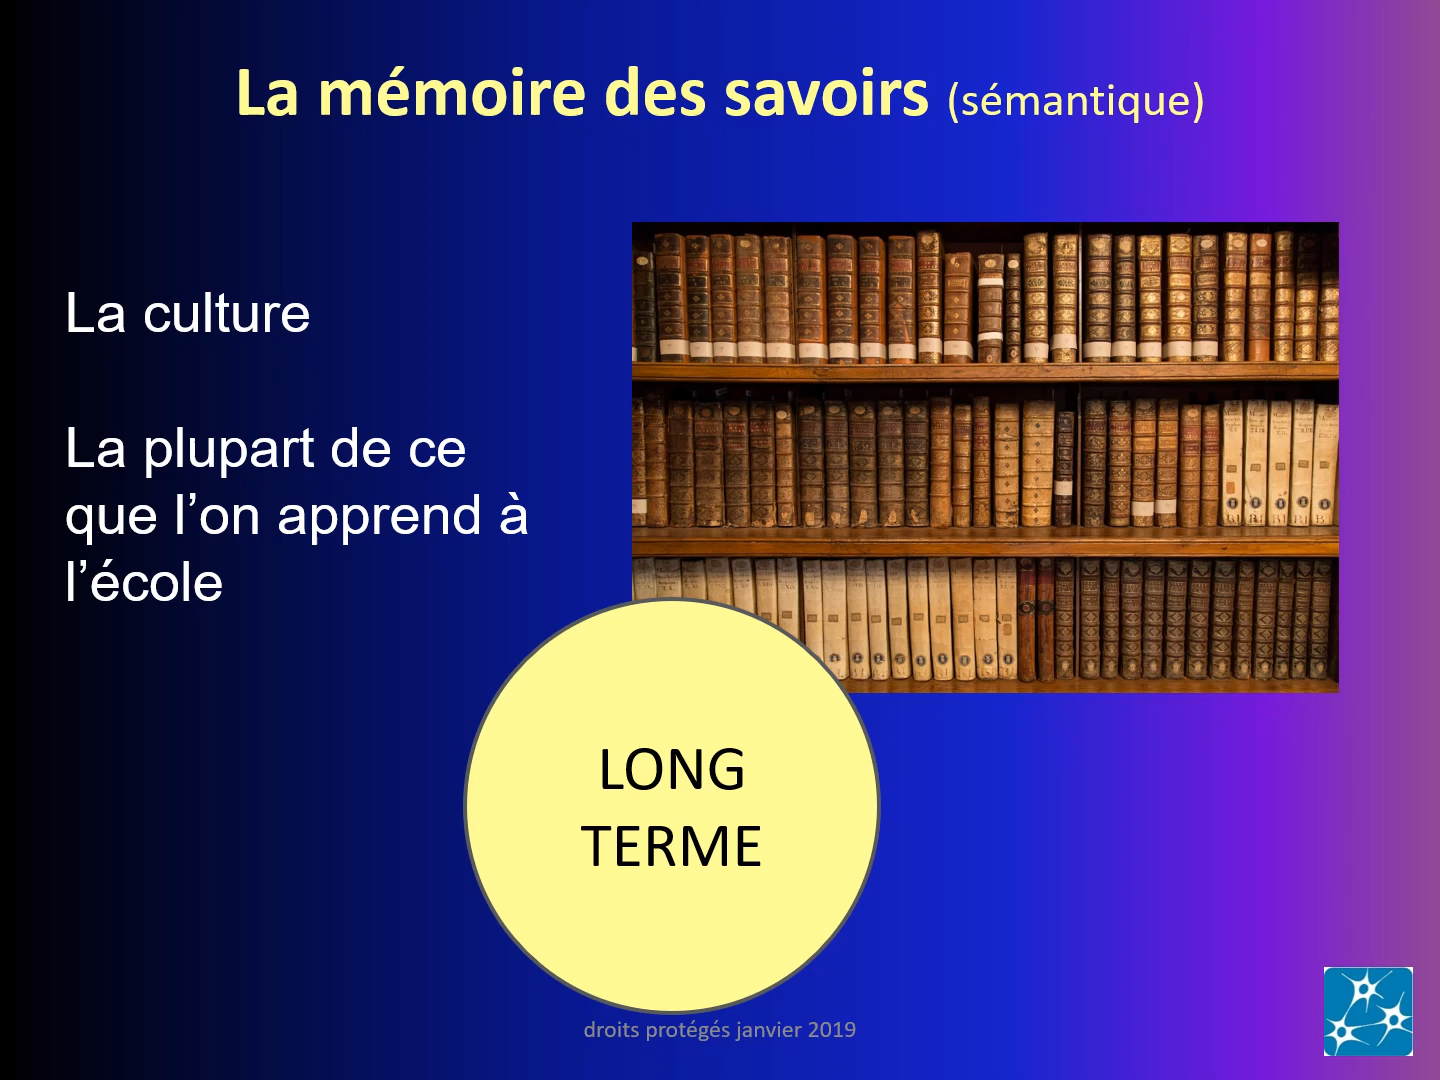 La mémoire des savoirs (sémantique)
La culture
La plupart de ce
que l’on apprend à
l’école
LONG
TERME
droits protégés janvier 2019